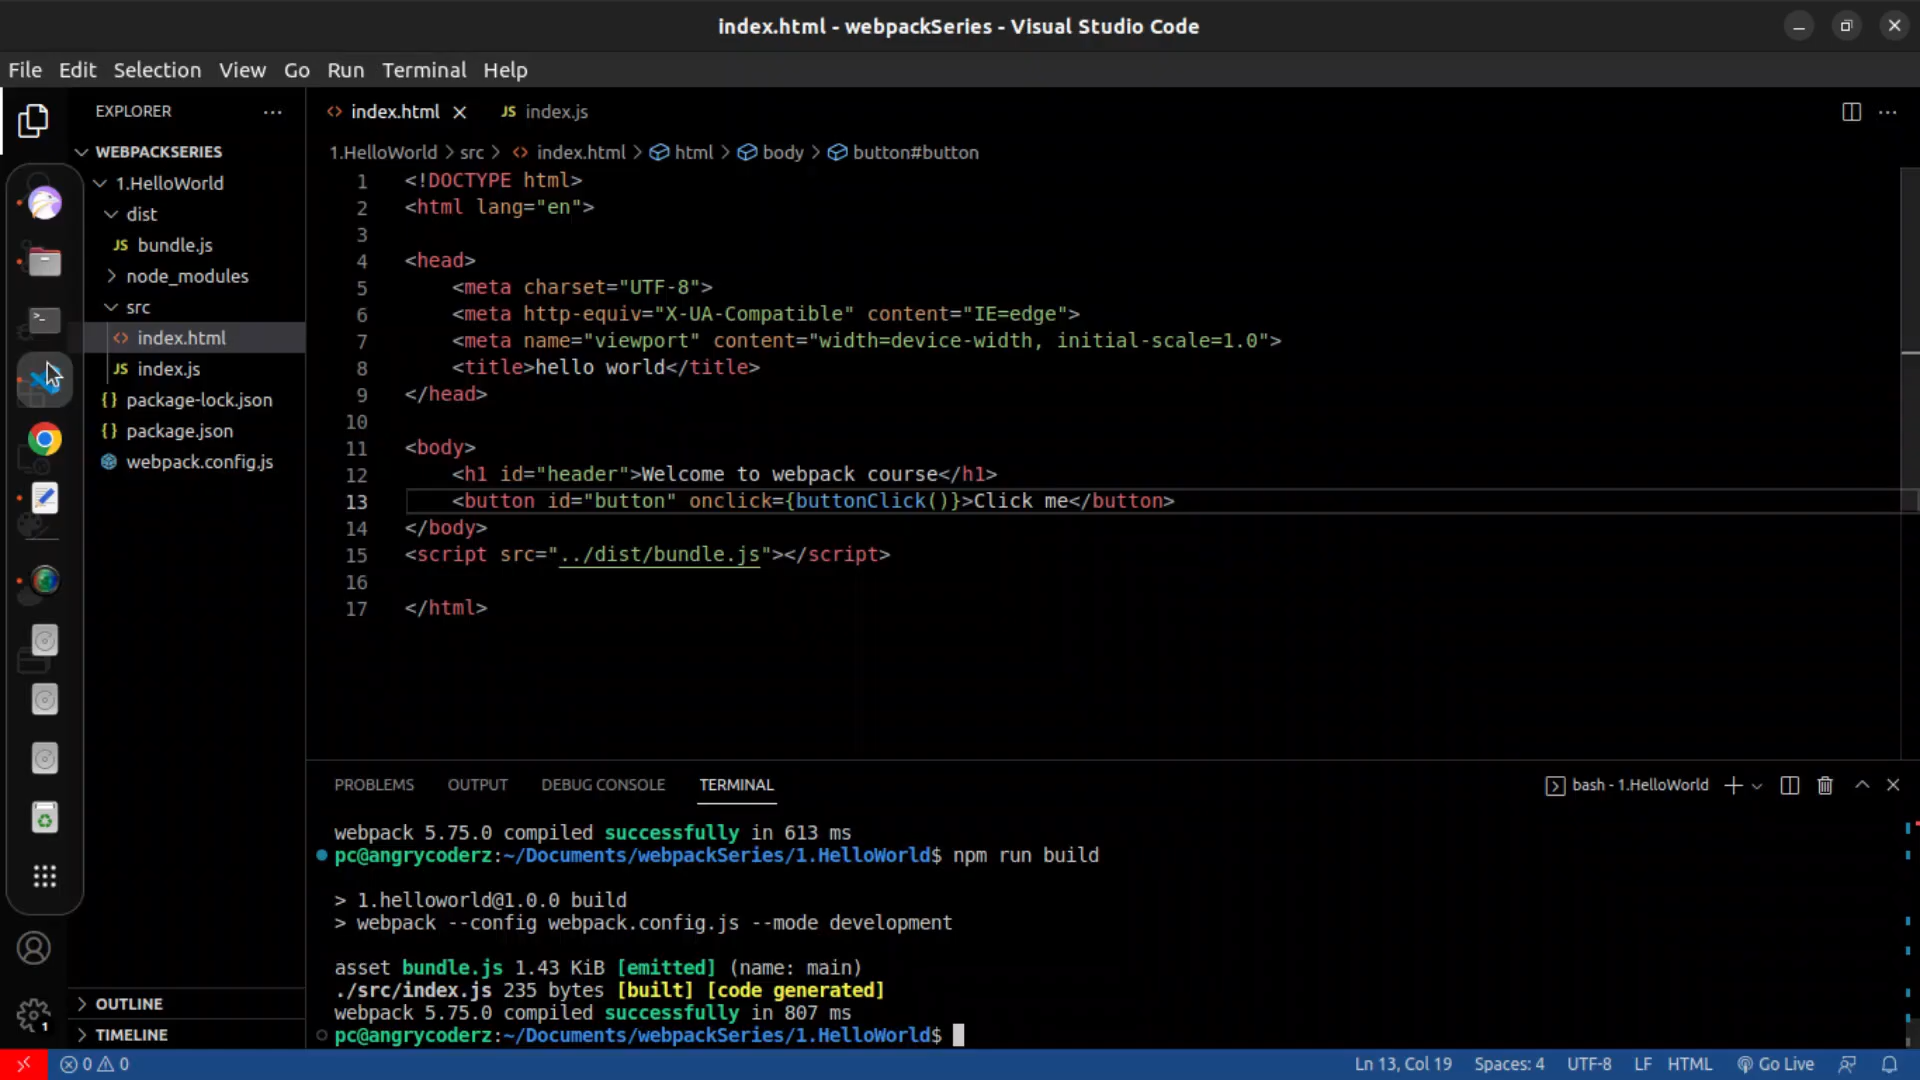 index.html - webpackSeries - Visual Studio Code
File Edit Selection View Go Run Terminal Help
EXPLORER
WEBPACKSERIES
1.HelloWorld
dist
JS bundle.js
node_modules
src
<> index.html
JS index.js
{} package-lock.json
{} package.json
webpack.config.js
OUTLINE
TIMELINE
<> index.html JS index.js
1.HelloWorld > src > <> index.html > html > body > button#button
1 <!DOCTYPE html>
2 <html lang="en">
3
4 <head>
5 <meta charset="UTF-8">
6 <meta http-equiv="X-UA-Compatible" content="IE=edge">
7 <meta name="viewport" content="width=device-width, initial-scale=1.0">
8 <title>hello world</title>
9 </head>
10
11 <body>
12 <h1 id="header">Welcome to webpack course</h1>
13 <button id="button" onclick={buttonClick()}>Click me</button>
14 </body>
15 <script src="../dist/bundle.js"></script>
16
17 </html>
PROBLEMS OUTPUT DEBUG CONSOLE TERMINAL
bash - 1.HelloWorld
webpack 5.75.0 compiled successfully in 613 ms
pc@angrycoderz:~/Documents/webpackSeries/1.HelloWorld$ npm run build
> 1.helloworld@1.0.0 build
> webpack --config webpack.config.js --mode development
asset bundle.js 1.43 KiB [emitted] (name: main)
./src/index.js 235 bytes [built] [code generated]
webpack 5.75.0 compiled successfully in 807 ms
pc@angrycoderz:~/Documents/webpackSeries/1.HelloWorld$
1
0 0
Ln 13, Col 19 Spaces: 4 UTF-8 LF HTML Go Live